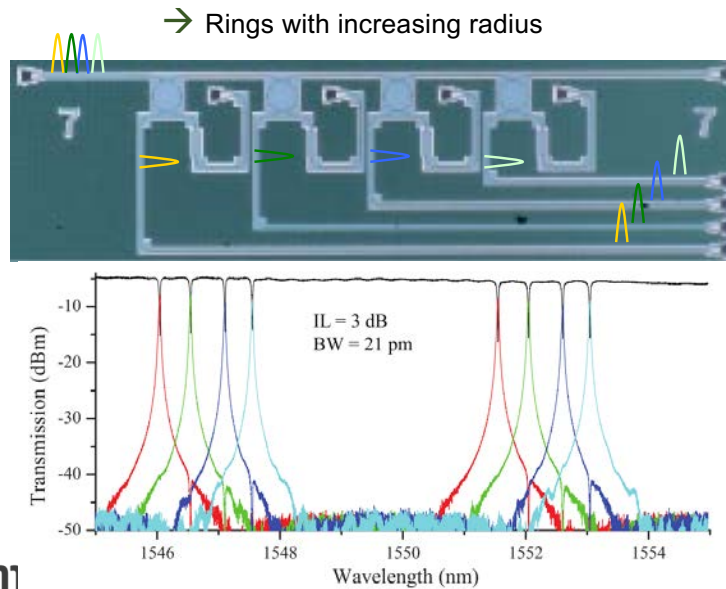 → Rings with increasing radius
7
7
-10
-20
-30
-40
-50
Transmission (dBm)
IL = 3 dB
BW = 21 pm
1546
1548
1550
1552
1554
Wavelength (nm)